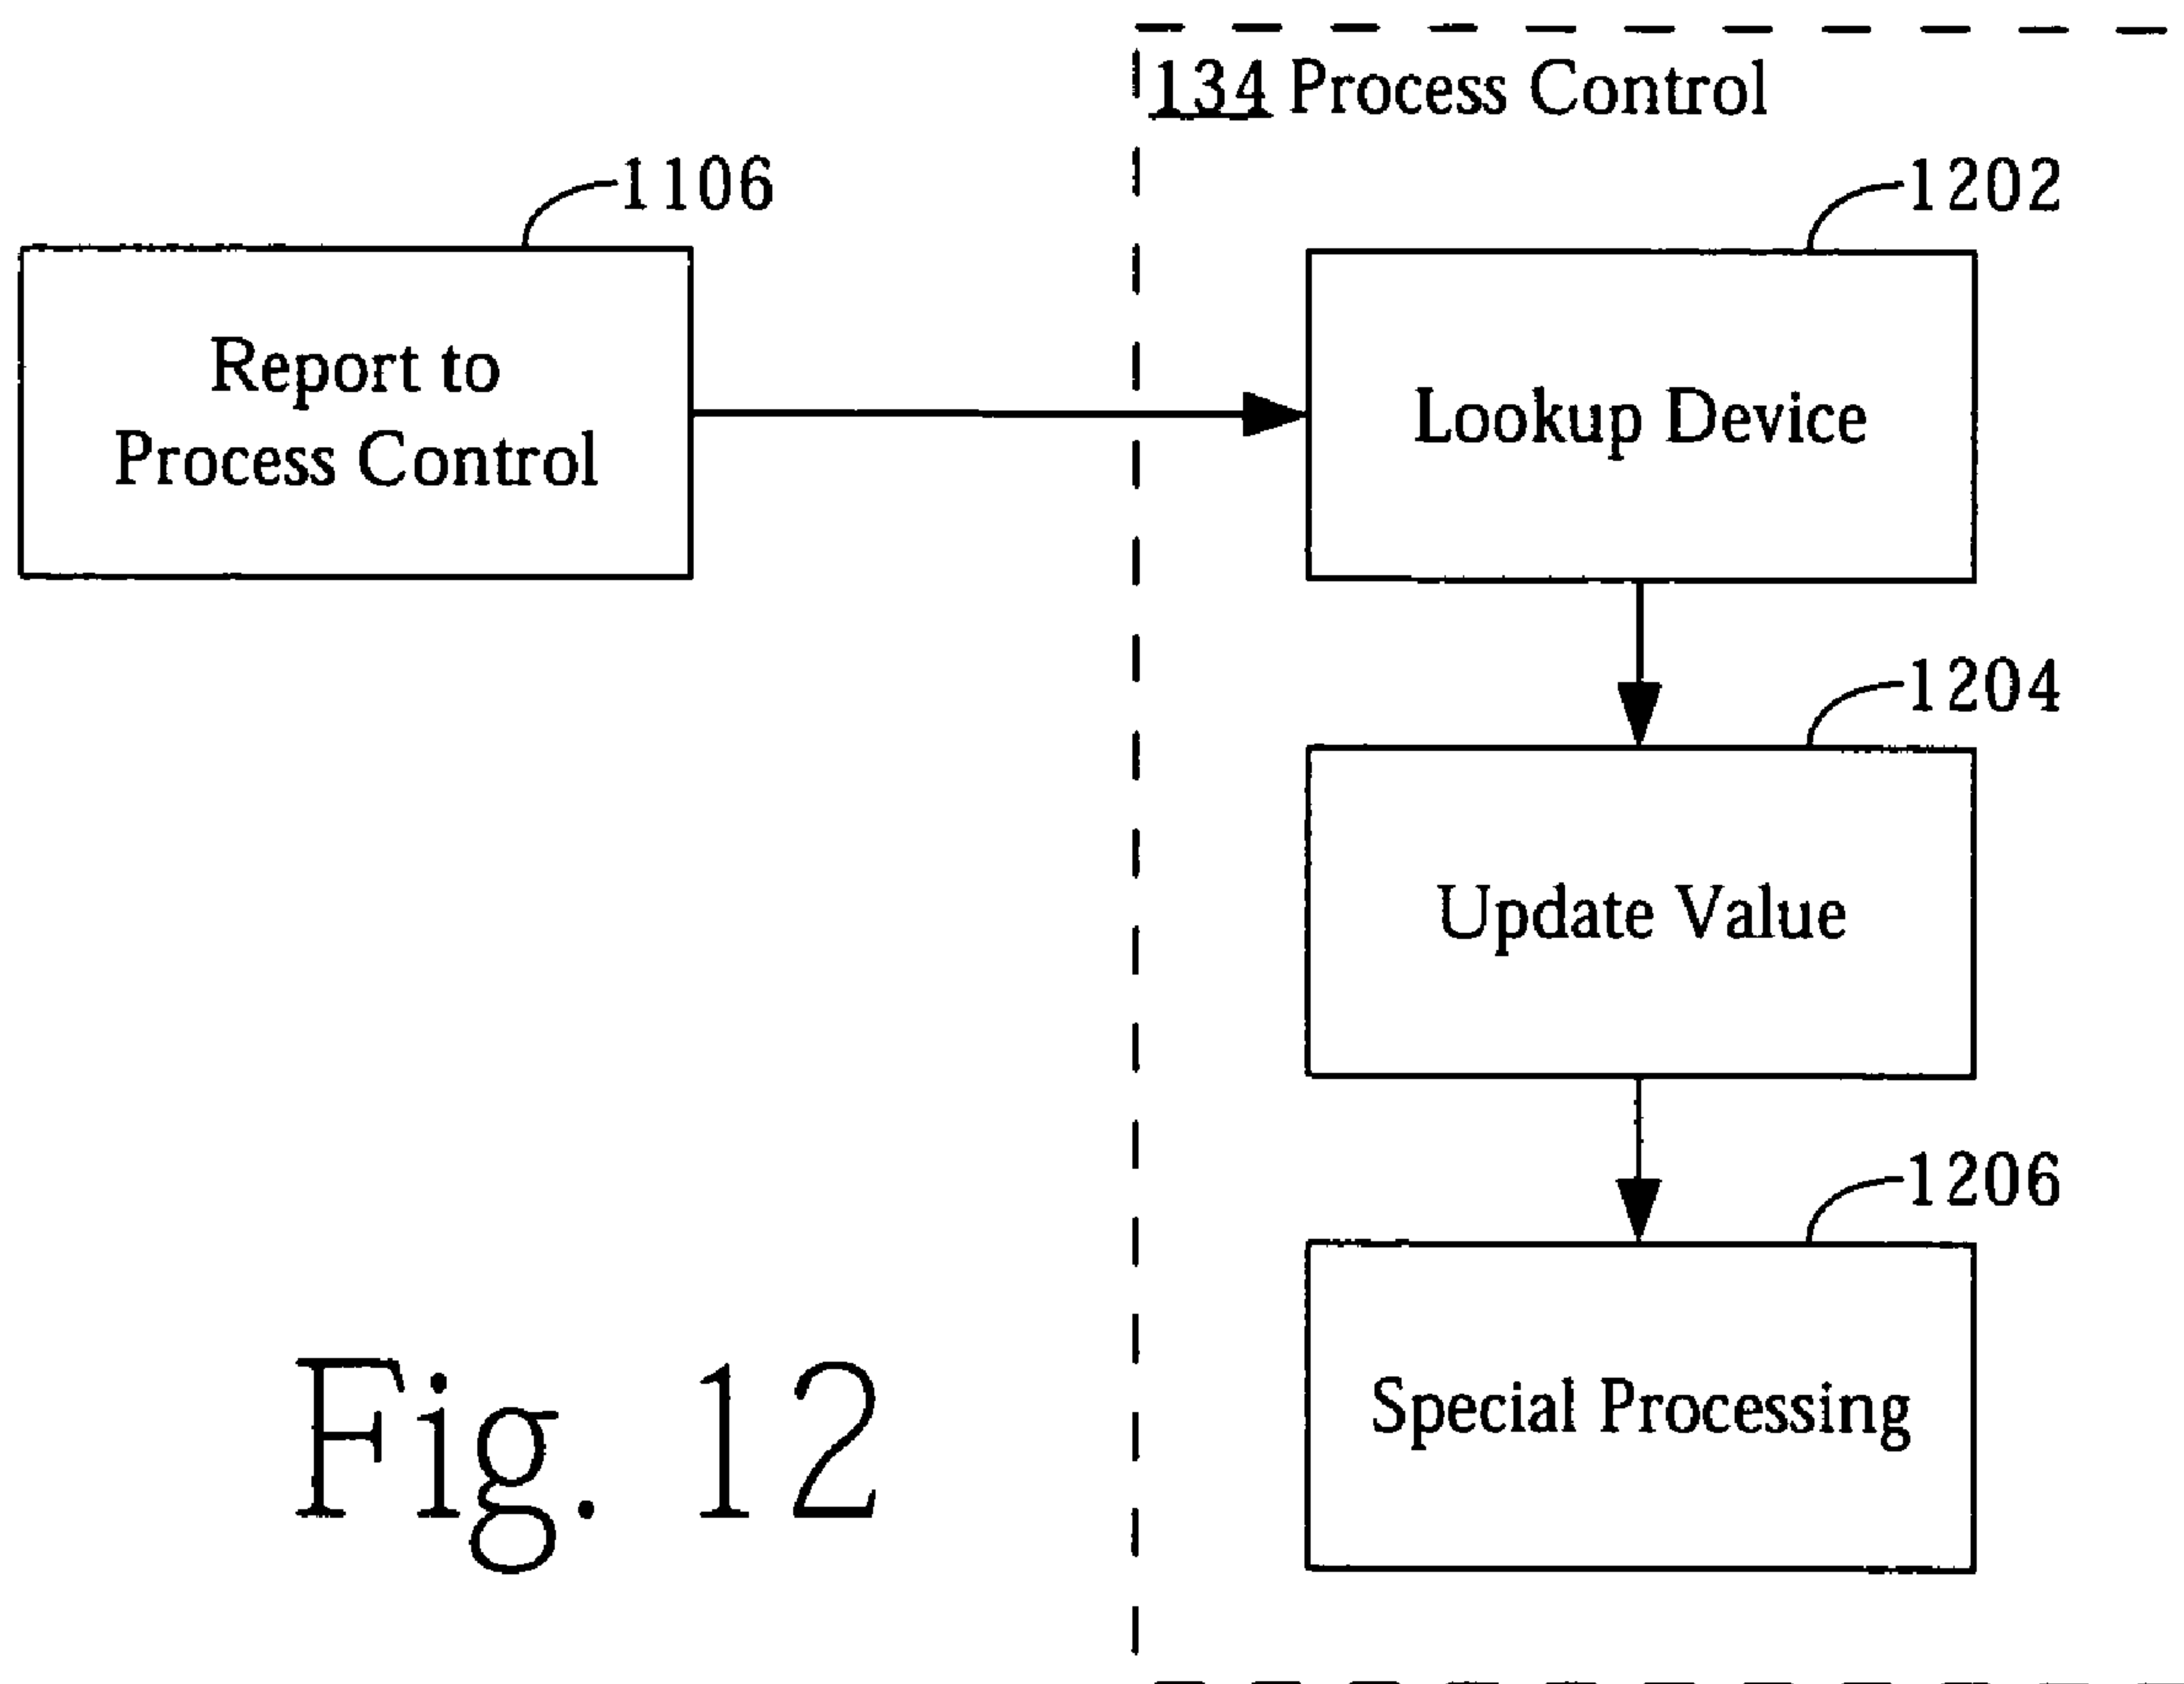 134 Process Control
1106
1202
Report to
Process Control
Lookup Device
1204
Update Value
1206
Special Processing
Fig. 12